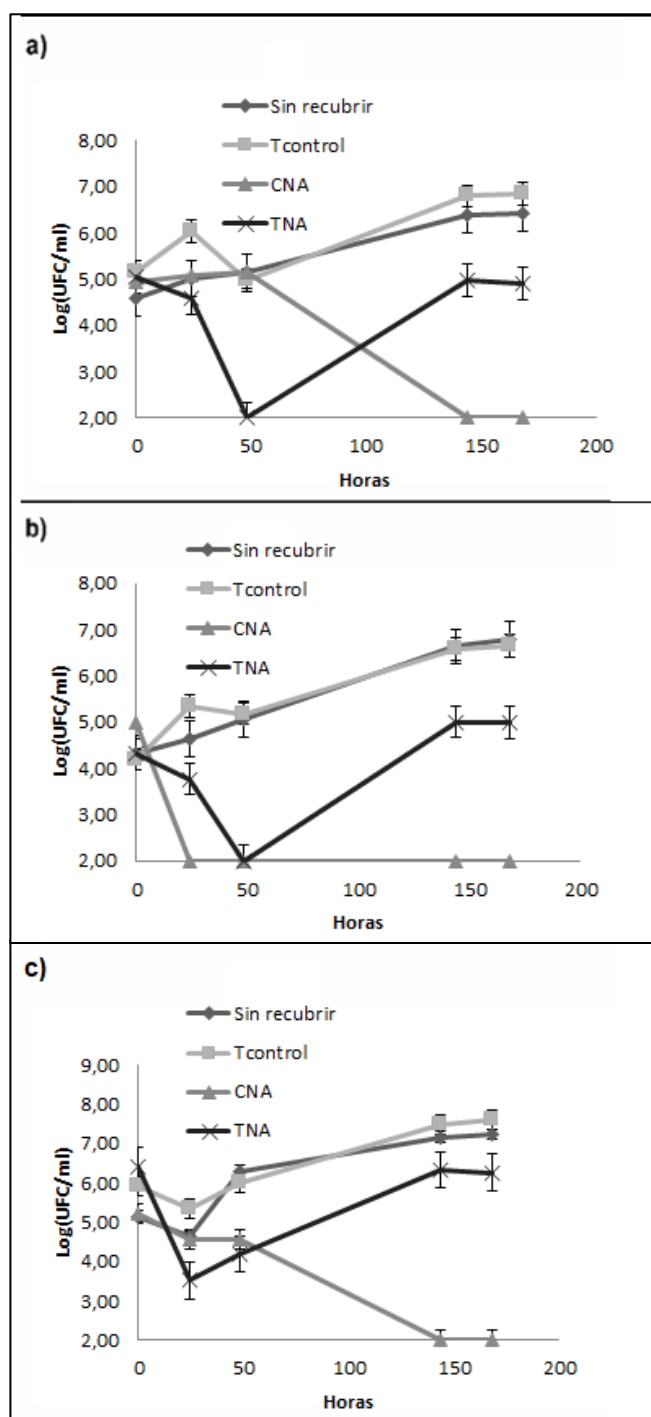 a)
Sin recubrir
Tcontrol
CNA
TNA
8,00
7,00
6,00
5,00
4,00
3,00
2,00
Log(UFC/ml)
0 50 100 150 200
Horas
b)
Sin recubrir
Tcontrol
CNA
TNA
8,00
7,00
6,00
5,00
4,00
3,00
2,00
Log(UFC/ml)
0 50 100 150 200
Horas
c)
Sin recubrir
Tcontrol
CNA
TNA
9,00
8,00
7,00
6,00
5,00
4,00
3,00
2,00
Log(UFC/ml)
0 50 100 150 200
Horas